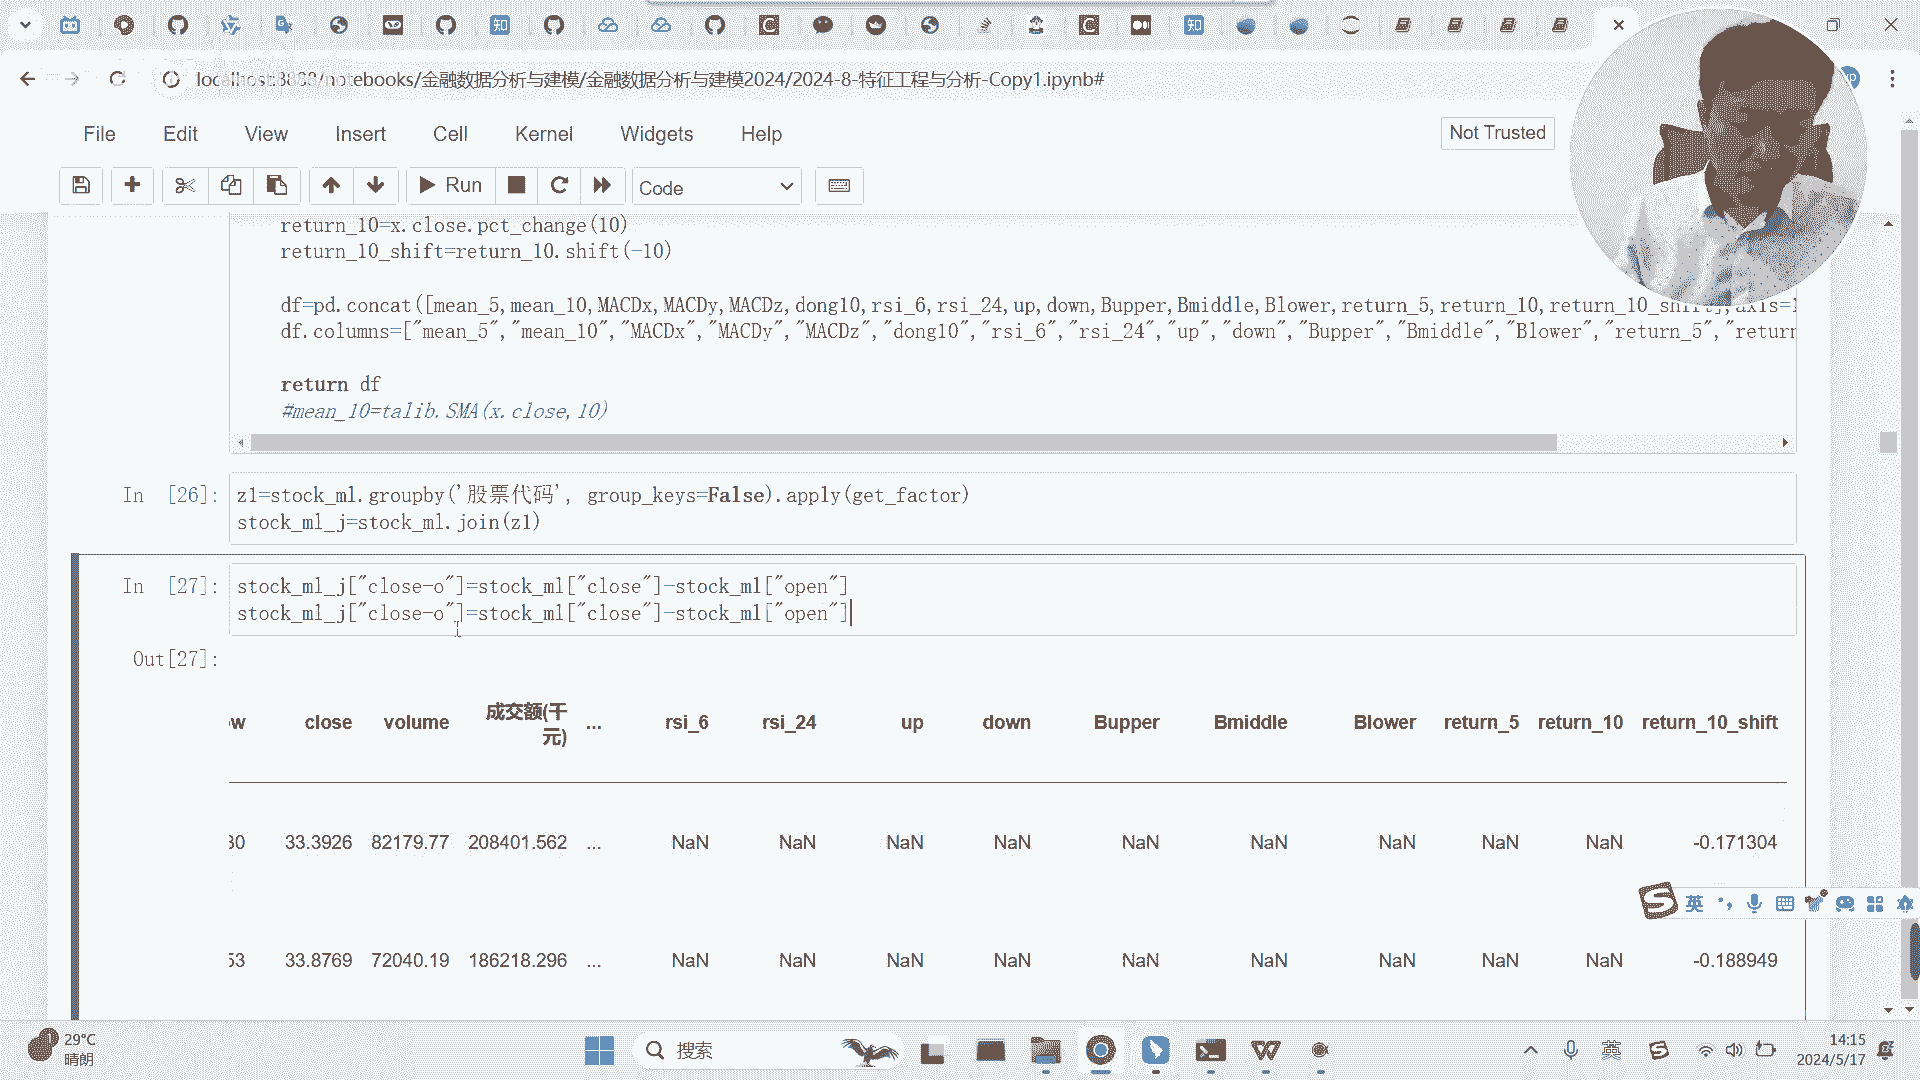 localhost:8888/notebooks/金融数据分析与建模/金融数据分析与建模2024/2024-8-特征工程与分析-Copy1.ipynb#
File Edit View Insert Cell Kernel Widgets Help
Not Trusted
Run
Code
return_10=x.close.pct_change(10)
return_10_shift=return_10.shift(-10)
df=pd.concat([mean_5,mean_10,MACDx,MACDy,MACDz,dong10,rsi_6,rsi_24,up,down,Bupper,Bmiddle,Blower,return_5,return_10,return_10_shift],axis=1
df.columns=["mean_5","mean_10","MACDx","MACDy","MACDz","dong10","rsi_6","rsi_24","up","down","Bupper","Bmiddle","Blower","return_5","return
return df
#mean_10=talib.SMA(x.close,10)
In [26]:
z1=stock_ml.groupby('股票代码', group_keys=False).apply(get_factor)
stock_ml_j=stock_ml.join(z1)
In [27]:
stock_ml_j["close-o"]=stock_ml["close"]-stock_ml["open"]
stock_ml_j["close-o"]=stock_ml["close"]-stock_ml["open"]
Out[27]:
ow close volume 成交额(千元) ... rsi_6 rsi_24 up down Bupper Bmiddle Blower return_5 return_10 return_10_shift
30 33.3926 82179.77 208401.562 ... NaN NaN NaN NaN NaN NaN NaN NaN NaN -0.171304
53 33.8769 72040.19 186218.296 ... NaN NaN NaN NaN NaN NaN NaN NaN NaN -0.188949
英
29°C
晴朗
搜索
英
14:15
2024/5/17